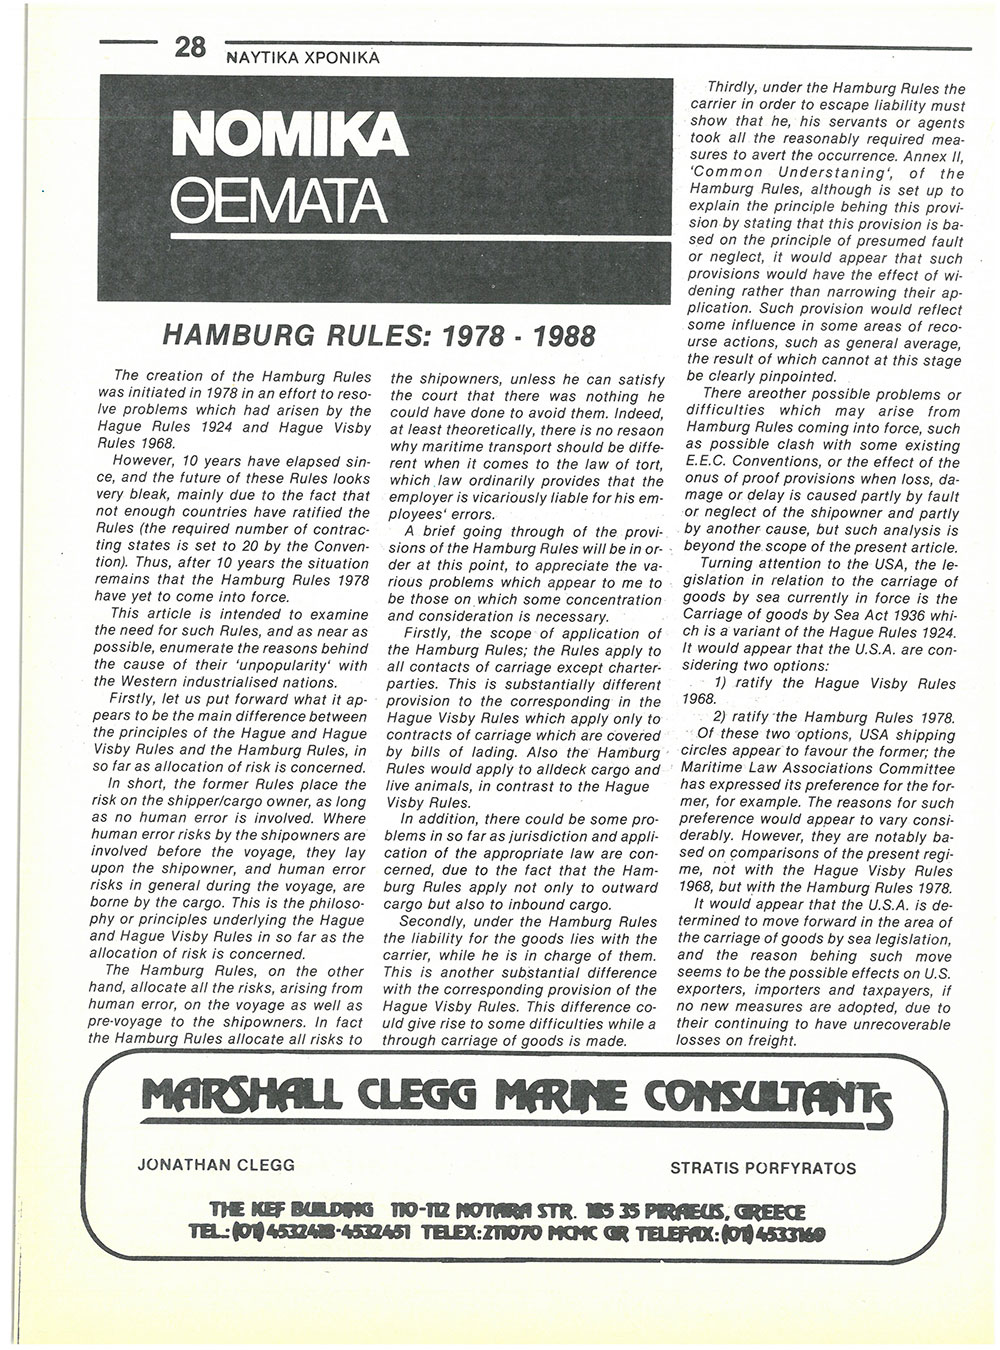 28
ΝΑΥΤΙΚΑ ΧΡΟΝΙΚΑ
ΝΟΜΙΚΑ
ΘΕΜΑΤΑ
HAMBURG RULES: 1978 - 1988
The creation of the Hamburg Rules
was initiated in 1978 in an effort to reso-
lve problems which had arisen by the
Hague Rules 1924 and Hague Visby
Rules 1968.
However, 10 years have elapsed sin-
ce, and the future of these Rules looks
very bleak, mainly due to the fact that
not enough countries have ratified the
Rules (the required number of contrac-
ting states is set to 20 by the Conven-
tion). Thus, after 10 years the situation
remains that the Hamburg Rules 1978
have yet to come into force.
This article is intended to examine
the need for such Rules, and as near as
possible, enumerate the reasons behind
the cause of their ‘unpopularity‘ with
the Western industrialised nations.
Firstly, let us put forward what it ap-
pears to be the main difference between
the principles of the Hague and Hague
Visby Rules and the Hamburg Rules, in
so far as allocation of risk is concerned.
In short, the former Rules place the
risk on the shipper/cargo owner, as long
as no human error is involved. Where
human error risks by the shipowners are
involved before the voyage, they lay
upon the shipowner, and human error
risks in general during the voyage, are
borne by the cargo. This is the philoso-
phy or principles underlying the Hague
and Hague Visby Rules in so far as the
allocation of risk is concerned.
The Hamburg Rules, on the other
hand, allocate all the risks, arising from
human error, on the voyage as well as
pre-voyage to the shipowners. In fact
the Hamburg Rules allocate all risks to
the shipowners, unless he can satisfy
the court that there was nothing he
could have done to avoid them. Indeed,
at least theoretically, there is no resaon
why maritime transport should be diffe-
rent when it comes to the law of tort,
which law ordinarily provides that the
employer is vicariously liable for his em-
ployees‘ errors.
A brief going through of the provi-
sions of the Hamburg Rules will be in or-
der at this point, to appreciate the va-
rious problems which appear to me to
be those on which some concentration
and consideration is necessary.
Firstly, the scope of application of
the Hamburg Rules; the Rules apply to
all contacts of carriage except charter-
parties. This is substantially different
provision to the corresponding in the
Hague Visby Rules which apply only to
contracts of carriage which are covered
by bills of lading. Also the Hamburg
Rules would apply to alldeck cargo and
live animals, in contrast to the Hague
Visby Rules.
In addition, there could be some pro-
blems in so far as jurisdiction and appli-
cation of the appropriate law are con-
cerned, due to the fact that the Ham-
burg Rules apply not only to outward
cargo but also to inbound cargo.
Secondly, under the Hamburg Rules
the liability for the goods lies with the
carrier, while he is in charge of them.
This is another substantial difference
with the corresponding provision of the
Hague Visby Rules. This difference co-
uld give rise to some difficulties while a
through carriage of goods is made.
Thirdly, under the Hamburg Rules the
carrier in order to escape liability must
show that he, his servants or agents
took all the reasonably required mea-
sures to avert the occurrence. Annex II,
‘Common Understaning‘, of the
Hamburg Rules, although is set up to
explain the principle behing this provi-
sion by stating that this provision is ba-
sed on the principle of presumed fault
or neglect, it would appear that such
provisions would have the effect of wi-
dening rather than narrowing their ap-
plication. Such provision would reflect
some influence in some areas of reco-
urse actions, such as general average,
the result of which cannot at this stage
be clearly pinpointed.
There areother possible problems or
difficulties which may arise from
Hamburg Rules coming into force, such
as possible clash with some existing
E.E.C. Conventions, or the effect of the
onus of proof provisions when loss, da-
mage or delay is caused partly by fault
or neglect of the shipowner and partly
by another cause, but such analysis is
beyond the scope of the present article.
Turning attention to the USA, the le-
gislation in relation to the carriage of
goods by sea currently in force is the
Carriage of goods by Sea Act 1936 whi-
ch is a variant of the Hague Rules 1924.
It would appear that the U.S.A. are con-
sidering two options:
1) ratify the Hague Visby Rules
1968.
2) ratify the Hamburg Rules 1978.
Of these two options, USA shipping
circles appear to favour the former; the
Maritime Law Associations Committee
has expressed its preference for the for-
mer, for example. The reasons for such
preference would appear to vary consi-
derably. However, they are notably ba-
sed on comparisons of the present regi-
me, not with the Hague Visby Rules
1968, but with the Hamburg Rules 1978.
It would appear that the U.S.A. is de-
termined to move forward in the area of
the carriage of goods by sea legislation,
and the reason behing such move
seems to be the possible effects on U.S.
exporters, importers and taxpayers, if
no new measures are adopted, due to
their continuing to have unrecoverable
losses on freight.
MARSHALL CLEGG MARINE CONSULTANTS
JONATHAN CLEGG
STRATIS PORFYRATOS
THE KEF BUILDING 110-112 NOTARA STR. 185 35 PIRAEUS, GREECE
TEL.:(01) 4532418-4532451 TELEX:211070 MCMC GR TELEFAX:(01) 4533169